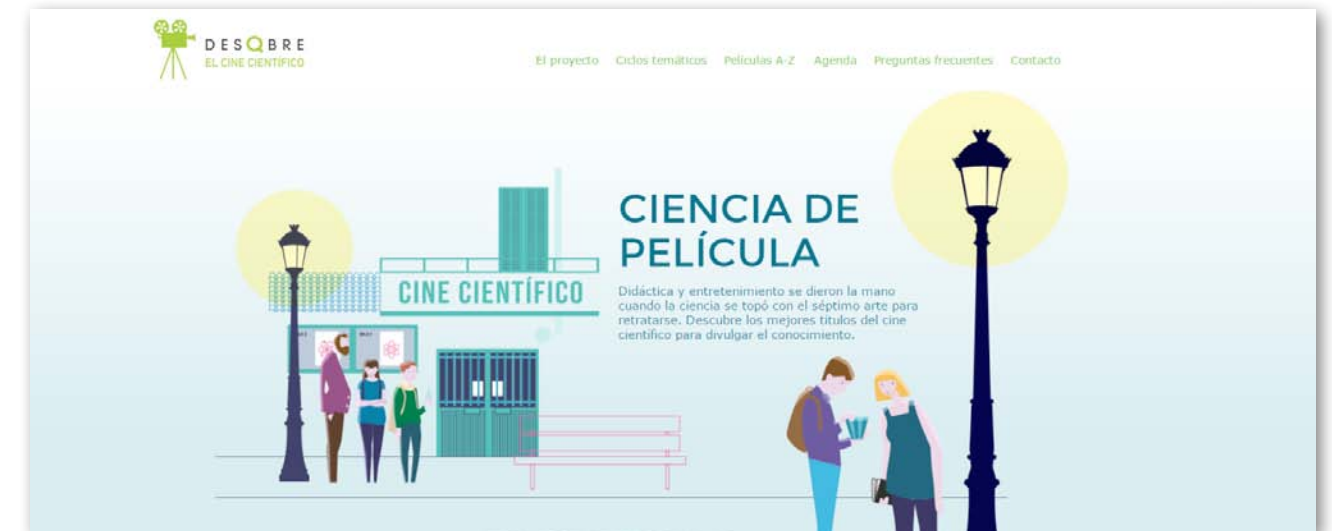 DESQBRE
EL CINE CIENTÍFICO
El proyecto Ciclos temáticos Películas A-Z Agenda Preguntas frecuentes Contacto
CIENCIA DE
PELÍCULA
Didáctica y entretenimiento se dieron la mano
cuando la ciencia se topó con el séptimo arte para
retratarse. Descubre los mejores títulos del cine
científico para divulgar el conocimiento.
CINE CIENTÍFICO